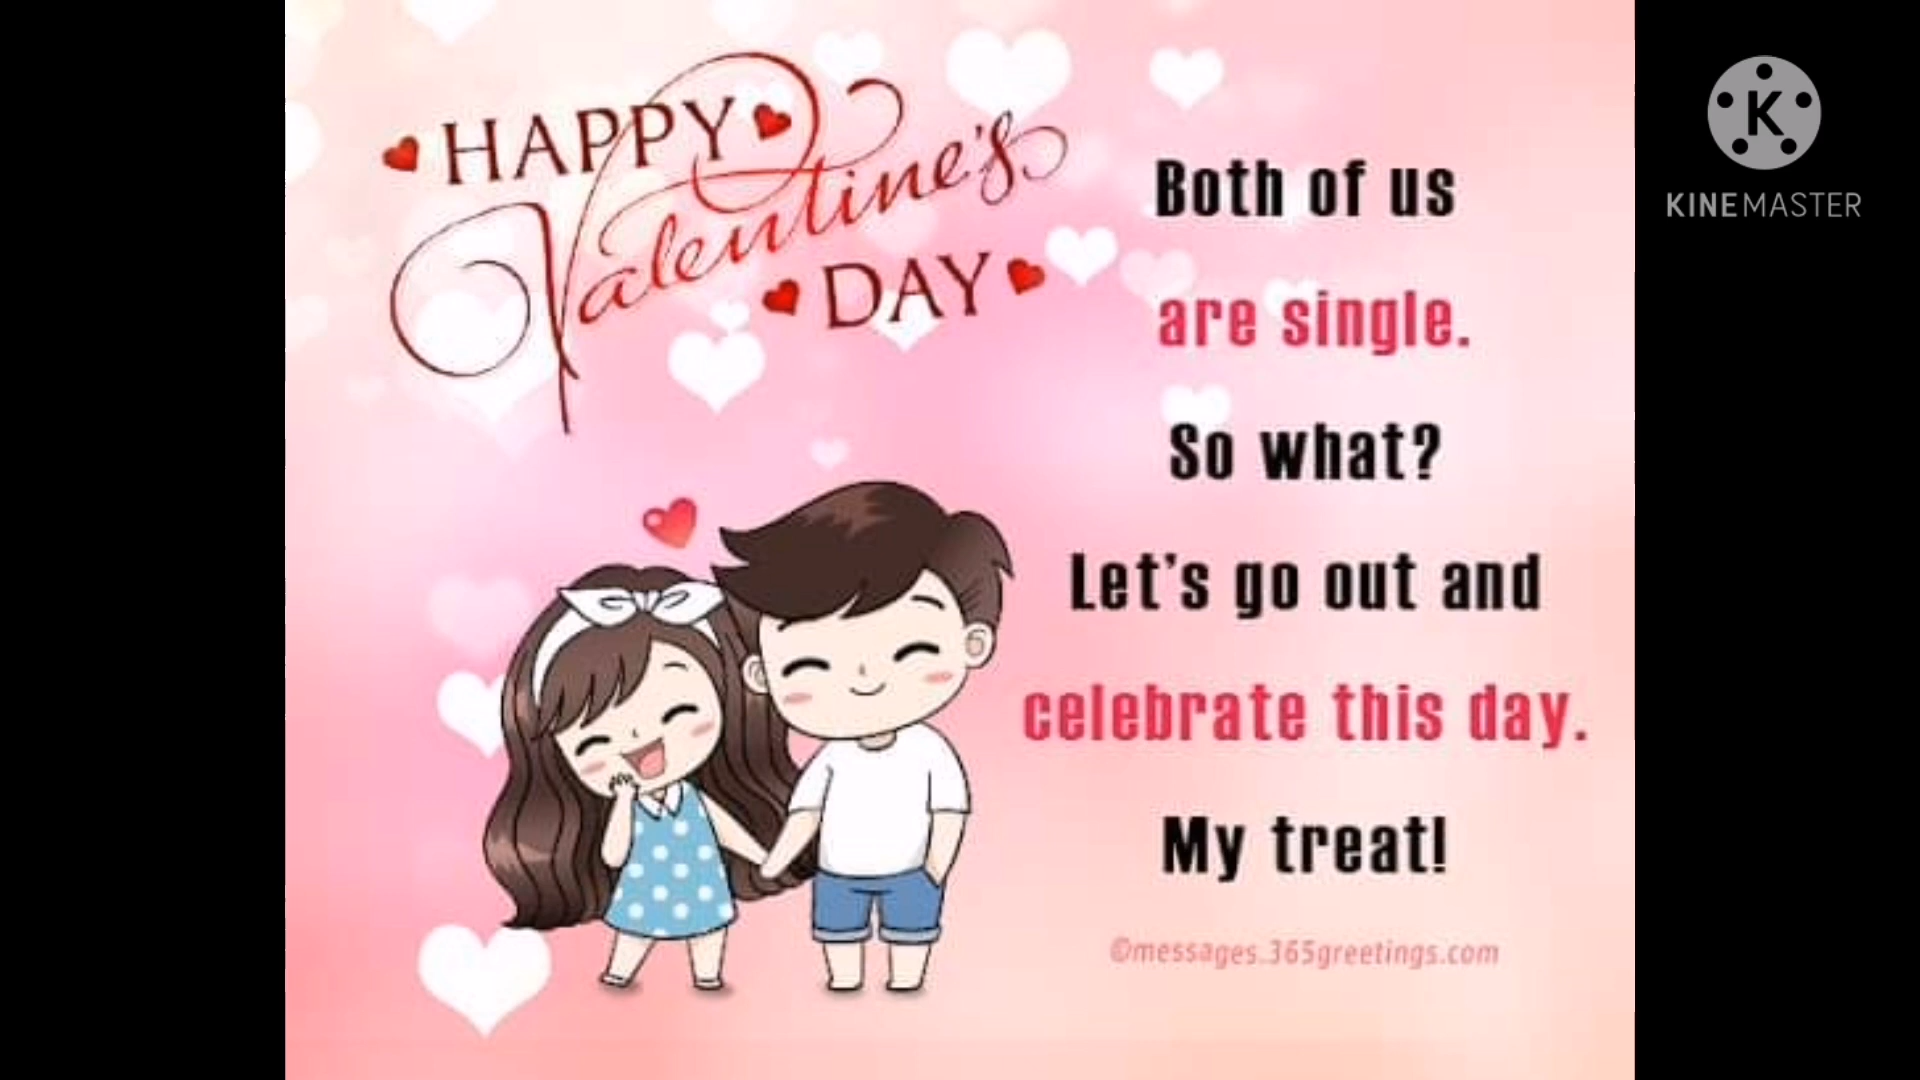 HAPPY
Valentine's
DAY
Both of us
are single.
So what?
Let's go out and
celebrate this day.
My treat!
©messages.365greetings.com
K
KINEMASTER